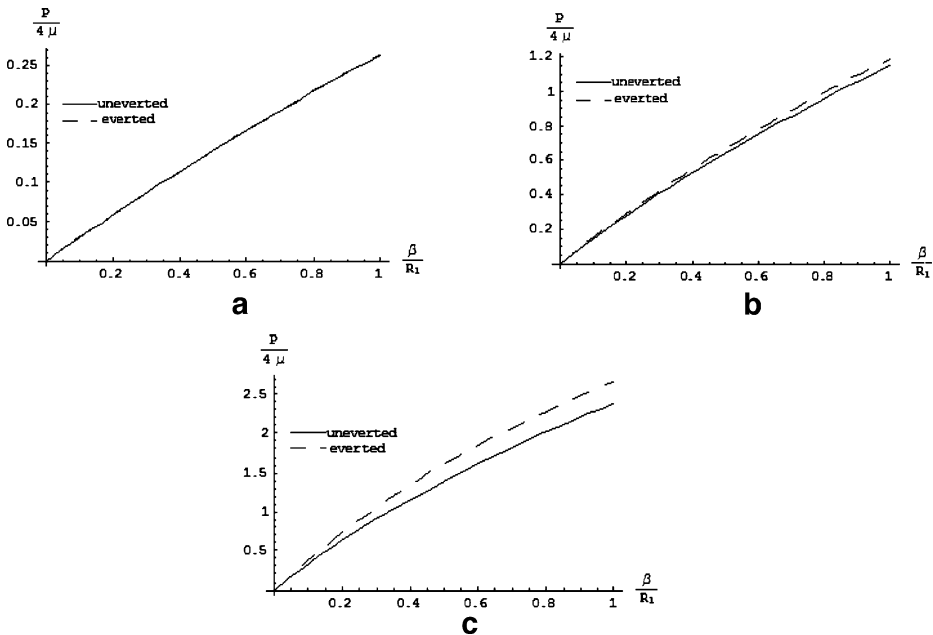 P
4 μ
0.25
0.2
0.15
0.1
0.05
uneverted
everted
0.2 0.4 0.6 0.8 1
β
R1
a
P
4 μ
1.2
1
0.8
0.6
0.4
0.2
uneverted
everted
0.2 0.4 0.6 0.8 1
β
R1
b
P
4 μ
2.5
2
1.5
1
0.5
uneverted
everted
0.2 0.4 0.6 0.8 1
β
R1
c